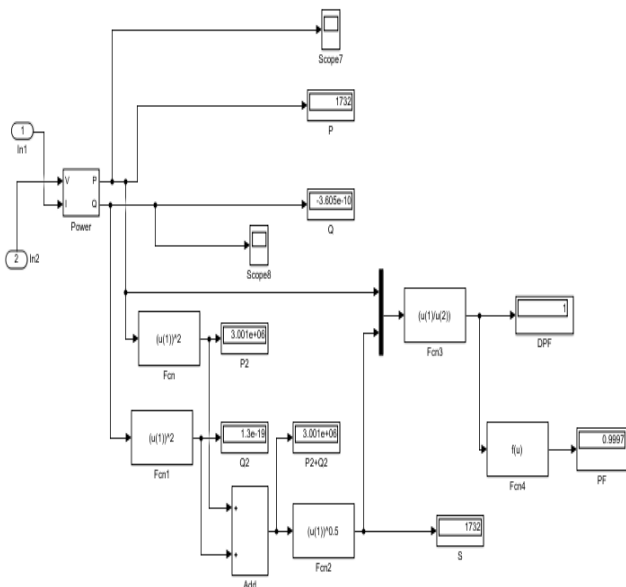 Scope7
1732
P
1
In1
V
P
I
Q
Power
-3.605e-10
Q
2
In2
Scope8
(u(1)/u(2))
Fcn3
1
DPF
(u(1))^2
Fcn
3.001e+06
P2
(u(1))^2
Fcn1
1.3e-19
Q2
3.001e+06
P2+Q2
f(u)
Fcn4
0.9997
PF
+
+
Add
(u(1))^0.5
Fcn2
1732
S